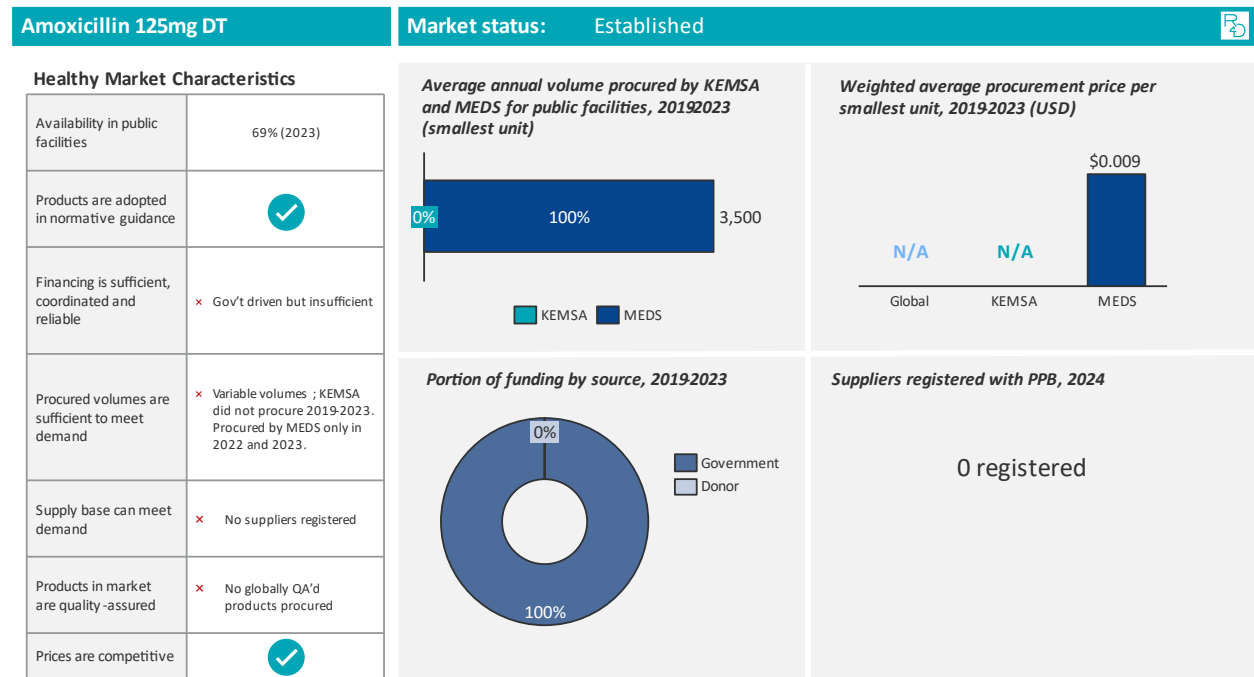 Amoxicillin 125mg DT
Market status: Established
R4D
Healthy Market Characteristics
Availability in public
facilities
69% (2023)
Products are adopted
in normative guidance
Financing is sufficient,
coordinated and
reliable
× Gov't driven but insufficient
Procured volumes are
sufficient to meet
demand
× Variable volumes ; KEMSA
did not procure 2019-2023.
Procured by MEDS only in
2022 and 2023.
Supply base can meet
demand
× No suppliers registered
Products in market
are quality -assured
× No globally QA'd
products procured
Prices are competitive
Average annual volume procured by KEMSA
and MEDS for public facilities, 2019-2023
(smallest unit)
0%
100%
3,500
KEMSA
MEDS
Weighted average procurement price per
smallest unit, 2019-2023 (USD)
$0.009
N/A
N/A
Global
KEMSA
MEDS
Portion of funding by source, 2019-2023
0%
100%
Government
Donor
Suppliers registered with PPB, 2024
0 registered